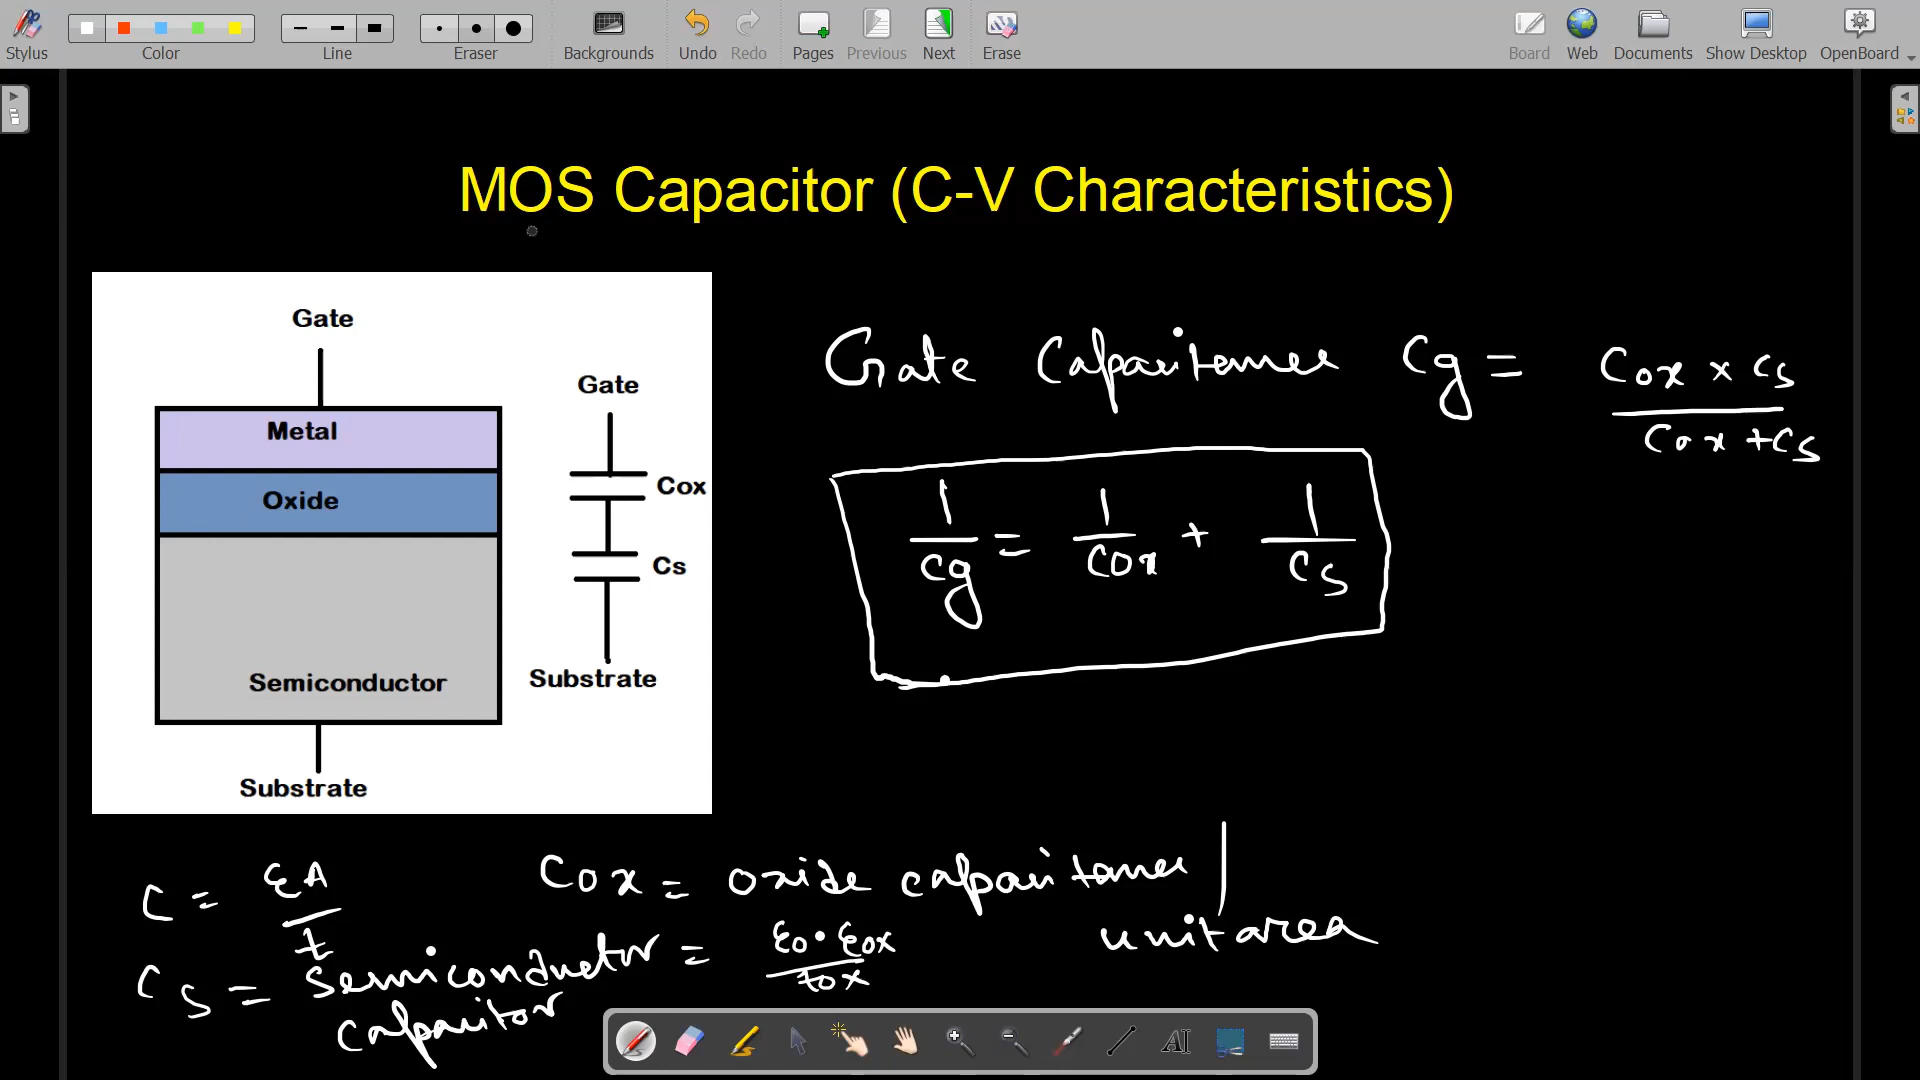 Stylus Color Line Eraser Backgrounds Undo Redo Pages Previous Next Erase Board Web Documents Show Desktop OpenBoard
MOS Capacitor (C-V Characteristics)
Gate
Metal
Oxide
Semiconductor
Substrate
Gate
Cox
Cs
Substrate
Gate Capacitance Cg = Cox × Cs / Cox + Cs
1/Cg = 1/Cox + 1/Cs
C = εA/t
Cox = oxide capacitance /
unit area
= ε0 · εox / tox
Cs = Semiconductor
capacitor
AI